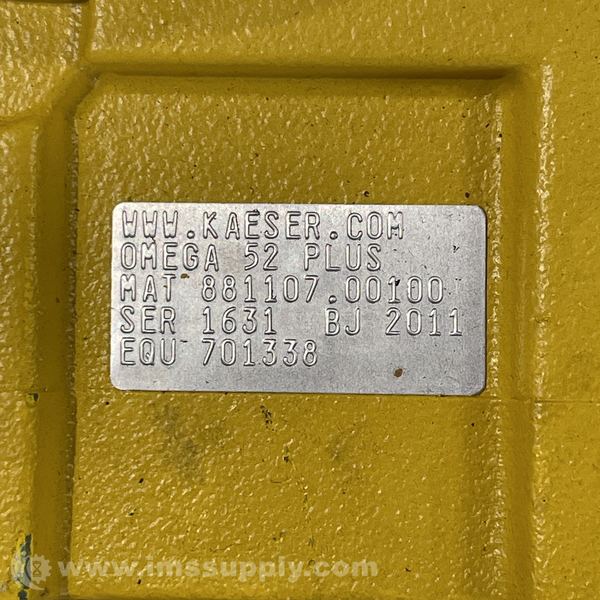 WWW.KAESER.COM
OMEGA 52 PLUS
MAT 881107.00100
SER 1631 BJ 2011
EQU 701338
www.imssupply.com